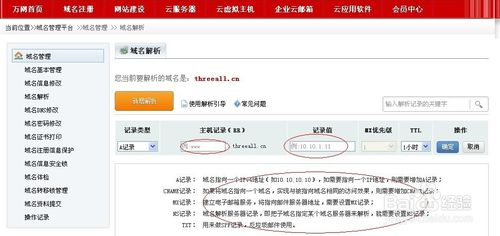 万网首页 域名注册 网站建设 云服务器 云虚拟主机 企业云邮箱 云应用软件 会员中心
当前位置>>域名管理平台 >>域名管理 >>域名解析
域名管理
域名基本管理
域名信息修改
域名解析
域名DNS修改
域名密码修改
域名证书打印
注册信息保护
域名信息安全锁
域名体检
域名转移管理
域名资料提交
操作记录
域名解析
您当前要解析的域名是: threeall.cn
新增解析 使用解析引导 常见问题 输入解析记录的关键字
记录类型 主机记录(RR) 记录值 MX优先级 TTL 操作
A记录 例 www .threeall.cn 例 10.10.1.11 1小时 确定 取消
A记录: 域名指向一个IPv4地址(如10.10.10.10),如需要指向一个IP地址,则需要增加A记录;
CNAME记录: 如果将域名指向一个域名,实现与被指向域名相同的访问效果,则需要增加CNAME记录;
MX记录: 建立电子邮箱服务,将指向邮件服务器地址,需要设置MX记录;
NS记录: 域名解析服务器记录,即把子域名指定某个域名服务器来解析,就需要设置NS记录;
TXT: 用来做SPF记录,也反垃圾邮件使用。
Baidu 经验